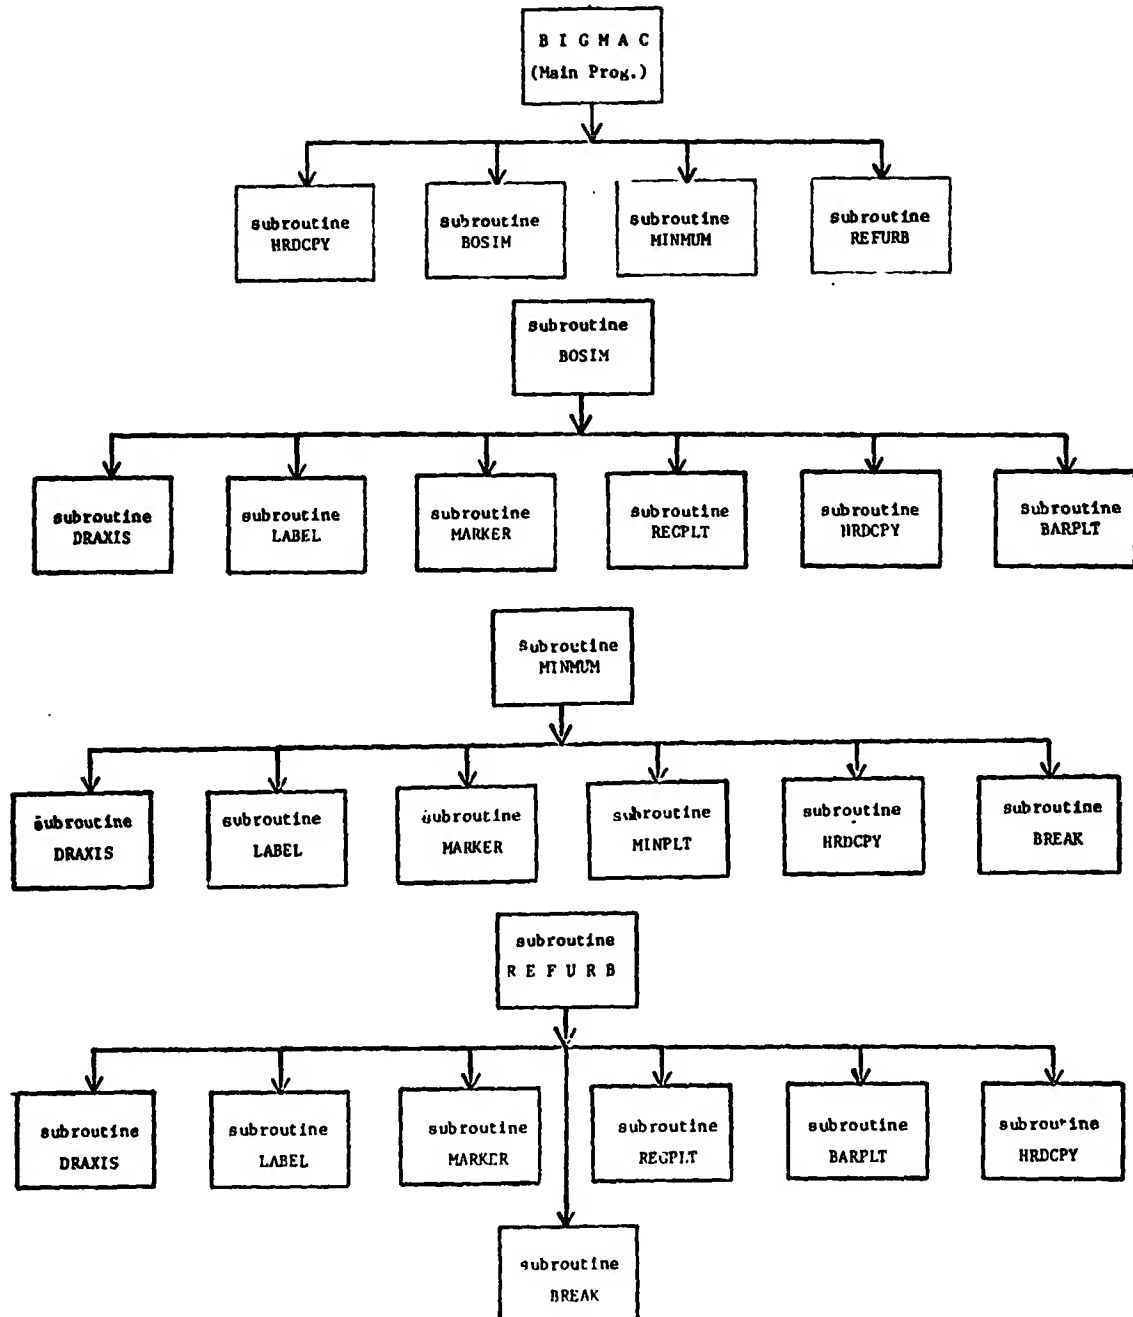 B I G M A C
(Main Prog.)
subroutine
HRDCPY
subroutine
BOSIM
subroutine
MINMUM
subroutine
REFURB
subroutine
BOSIM
subroutine
DRAXIS
subroutine
LABEL
subroutine
MARKER
subroutine
RECPLT
subroutine
HRDCPY
subroutine
BARPLT
subroutine
MINMUM
subroutine
DRAXIS
subroutine
LABEL
subroutine
MARKER
subroutine
MINPLT
subroutine
HRDCPY
subroutine
BREAK
subroutine
R E F U R B
subroutine
DRAXIS
subroutine
LABEL
subroutine
MARKER
subroutine
RECPLT
subroutine
BARPLT
subroutine
HRDCPY
subroutine
BREAK